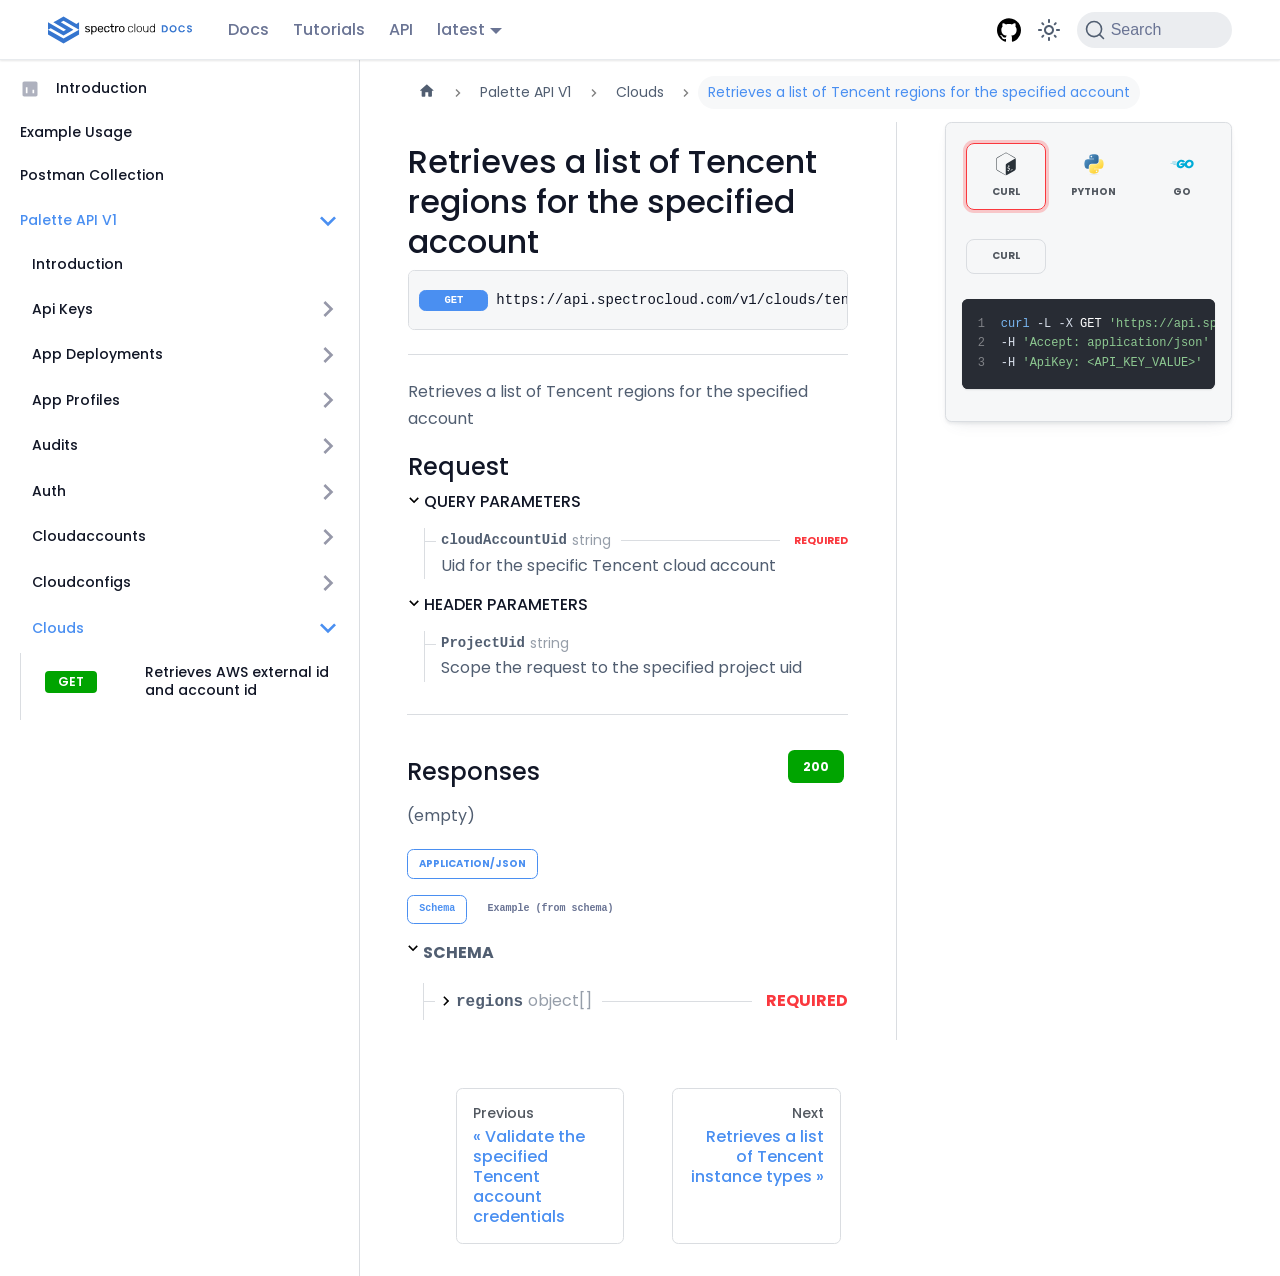 spectro cloud DOCS
Docs
Tutorials
API
latest
Search
Introduction
Example Usage
Postman Collection
Palette API V1
Introduction
Api Keys
App Deployments
App Profiles
Audits
Auth
Cloudaccounts
Cloudconfigs
Clouds
GET
Retrieves AWS external id
and account id
Palette API V1
Clouds
Retrieves a list of Tencent regions for the specified account
Retrieves a list of Tencent
regions for the specified
account
GET https://api.spectrocloud.com/v1/clouds/ten
Retrieves a list of Tencent regions for the specified
account
Request
QUERY PARAMETERS
cloudAccountUid string REQUIRED
Uid for the specific Tencent cloud account
HEADER PARAMETERS
ProjectUid string
Scope the request to the specified project uid
Responses
200
(empty)
APPLICATION/JSON
Schema
Example (from schema)
SCHEMA
regions object[] REQUIRED
Previous
« Validate the
specified
Tencent
account
credentials
Next
Retrieves a list
of Tencent
instance types »
CURL
PYTHON
GO
CURL
1 curl -L -X GET 'https://api.sp
2 -H 'Accept: application/json'
3 -H 'ApiKey: <API_KEY_VALUE>'